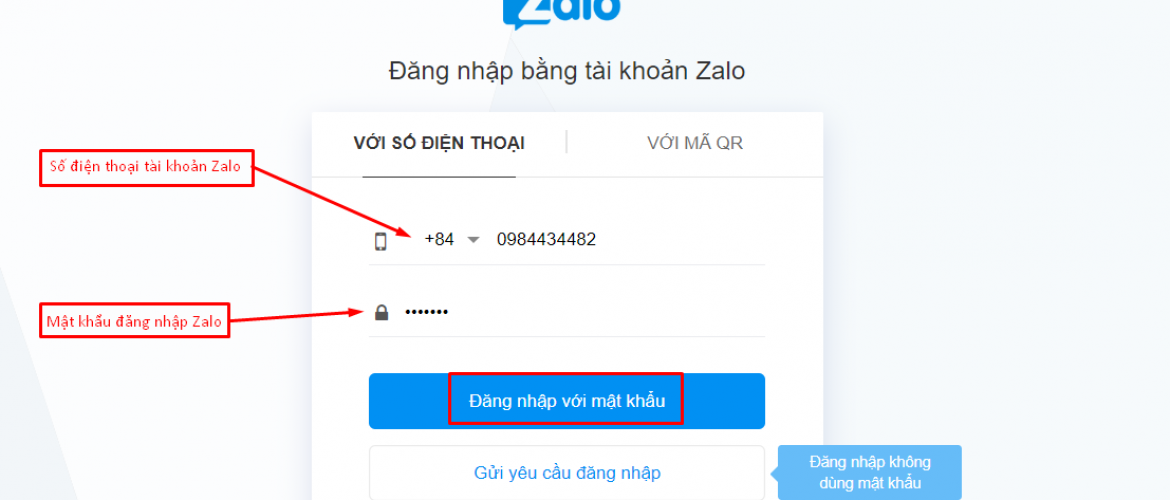 Zalo
Đăng nhập bằng tài khoản Zalo
VỚI SỐ ĐIỆN THOẠI
VỚI MÃ QR
Số điện thoại tài khoản Zalo
+84
0984434482
Mật khẩu đăng nhập Zalo
•••••••
Đăng nhập với mật khẩu
Gửi yêu cầu đăng nhập
Đăng nhập không
dùng mật khẩu